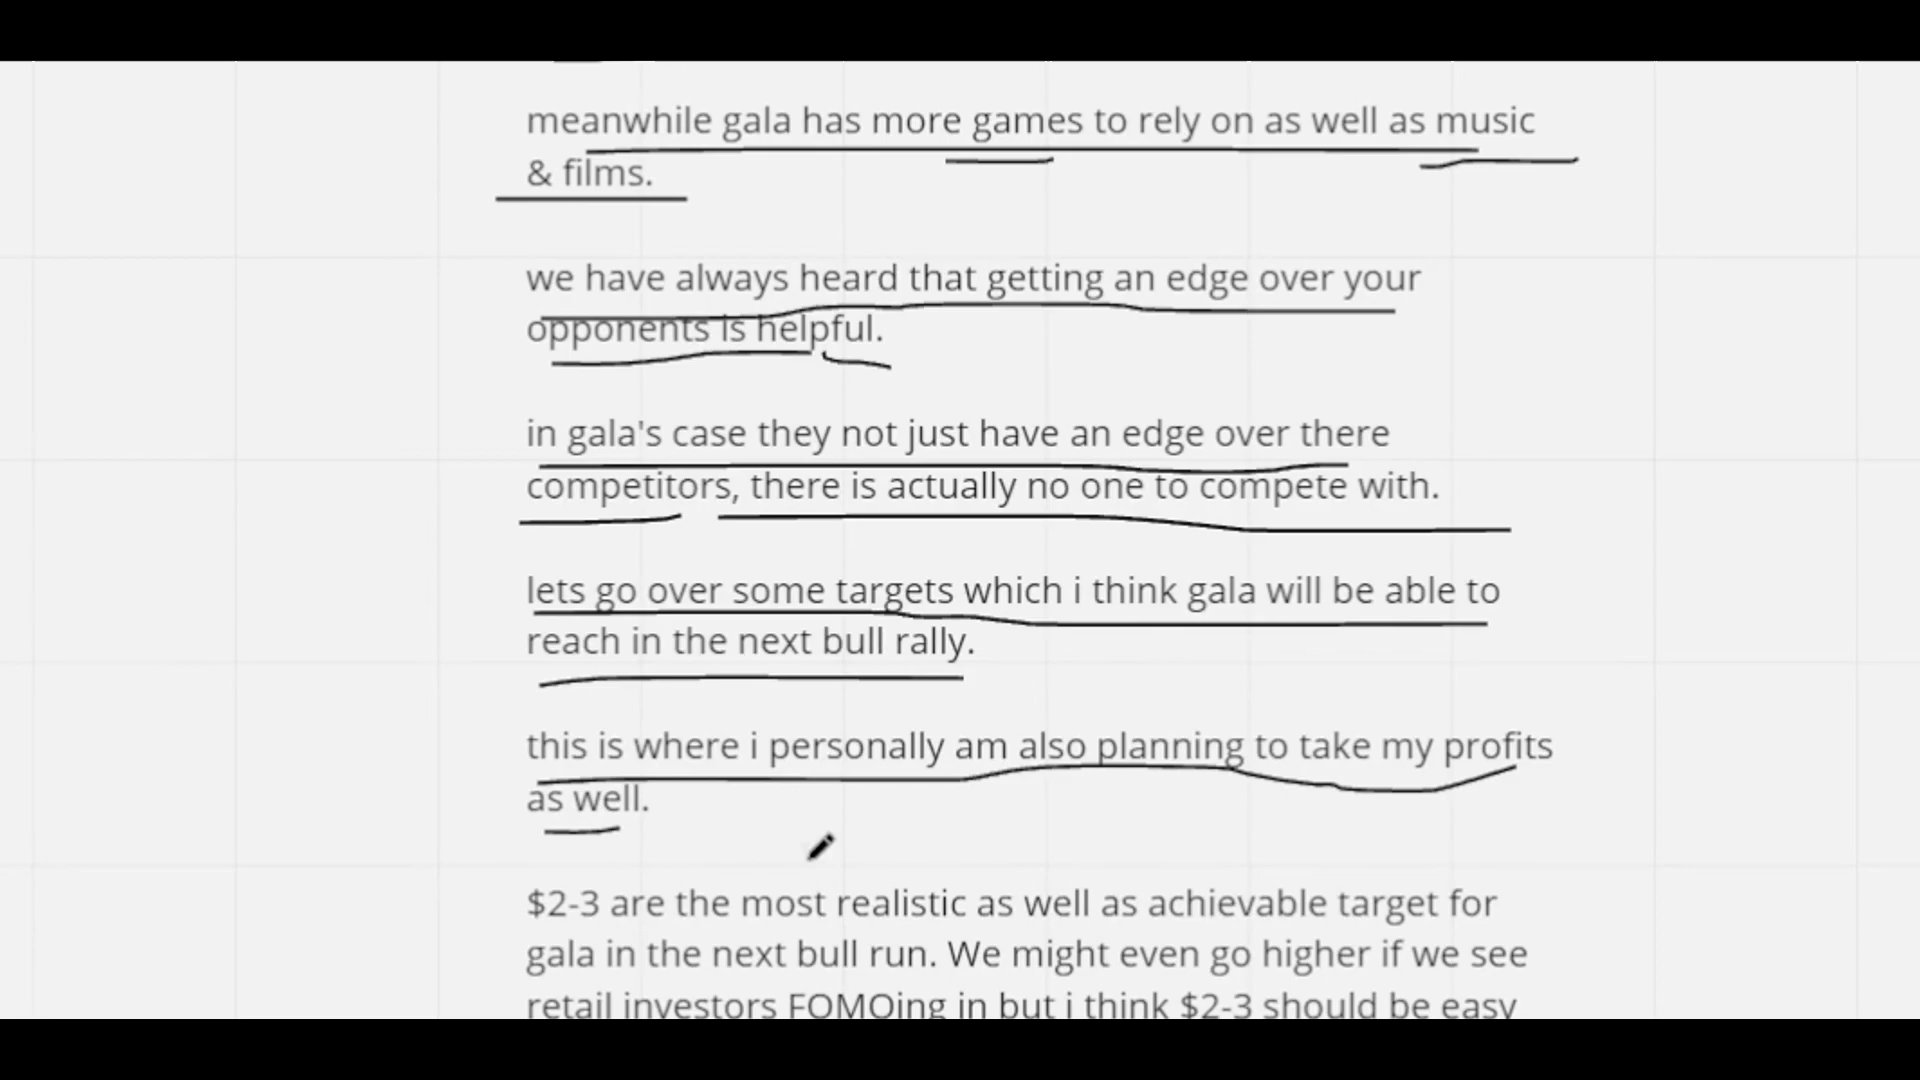 meanwhile gala has more games to rely on as well as music
& films.
we have always heard that getting an edge over your
opponents is helpful.
in gala's case they not just have an edge over there
competitors, there is actually no one to compete with.
lets go over some targets which i think gala will be able to
reach in the next bull rally.
this is where i personally am also planning to take my profits
as well.
$2-3 are the most realistic as well as achievable target for
gala in the next bull run. We might even go higher if we see
retail investors FOMOing in but i think $2-3 should be easy